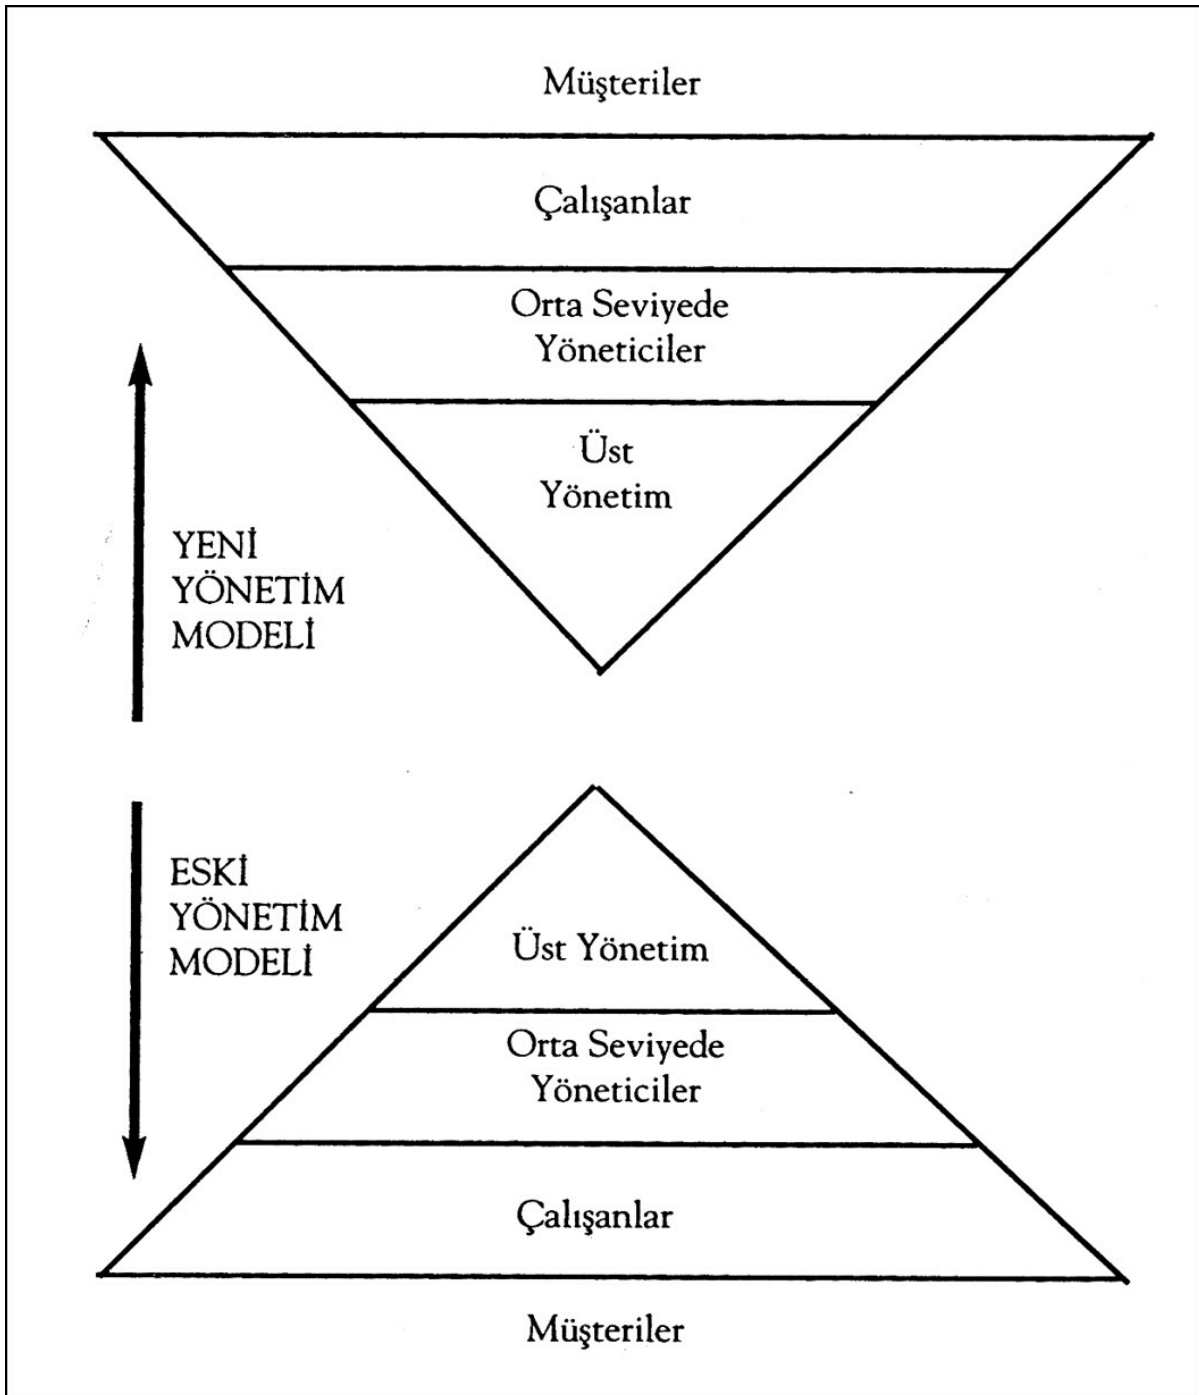 Müşteriler
Çalışanlar
Orta Seviyede
Yöneticiler
Üst
Yönetim
YENİ
YÖNETİM
MODELİ
ESKİ
YÖNETİM
MODELİ
Üst Yönetim
Orta Seviyede
Yöneticiler
Çalışanlar
Müşteriler